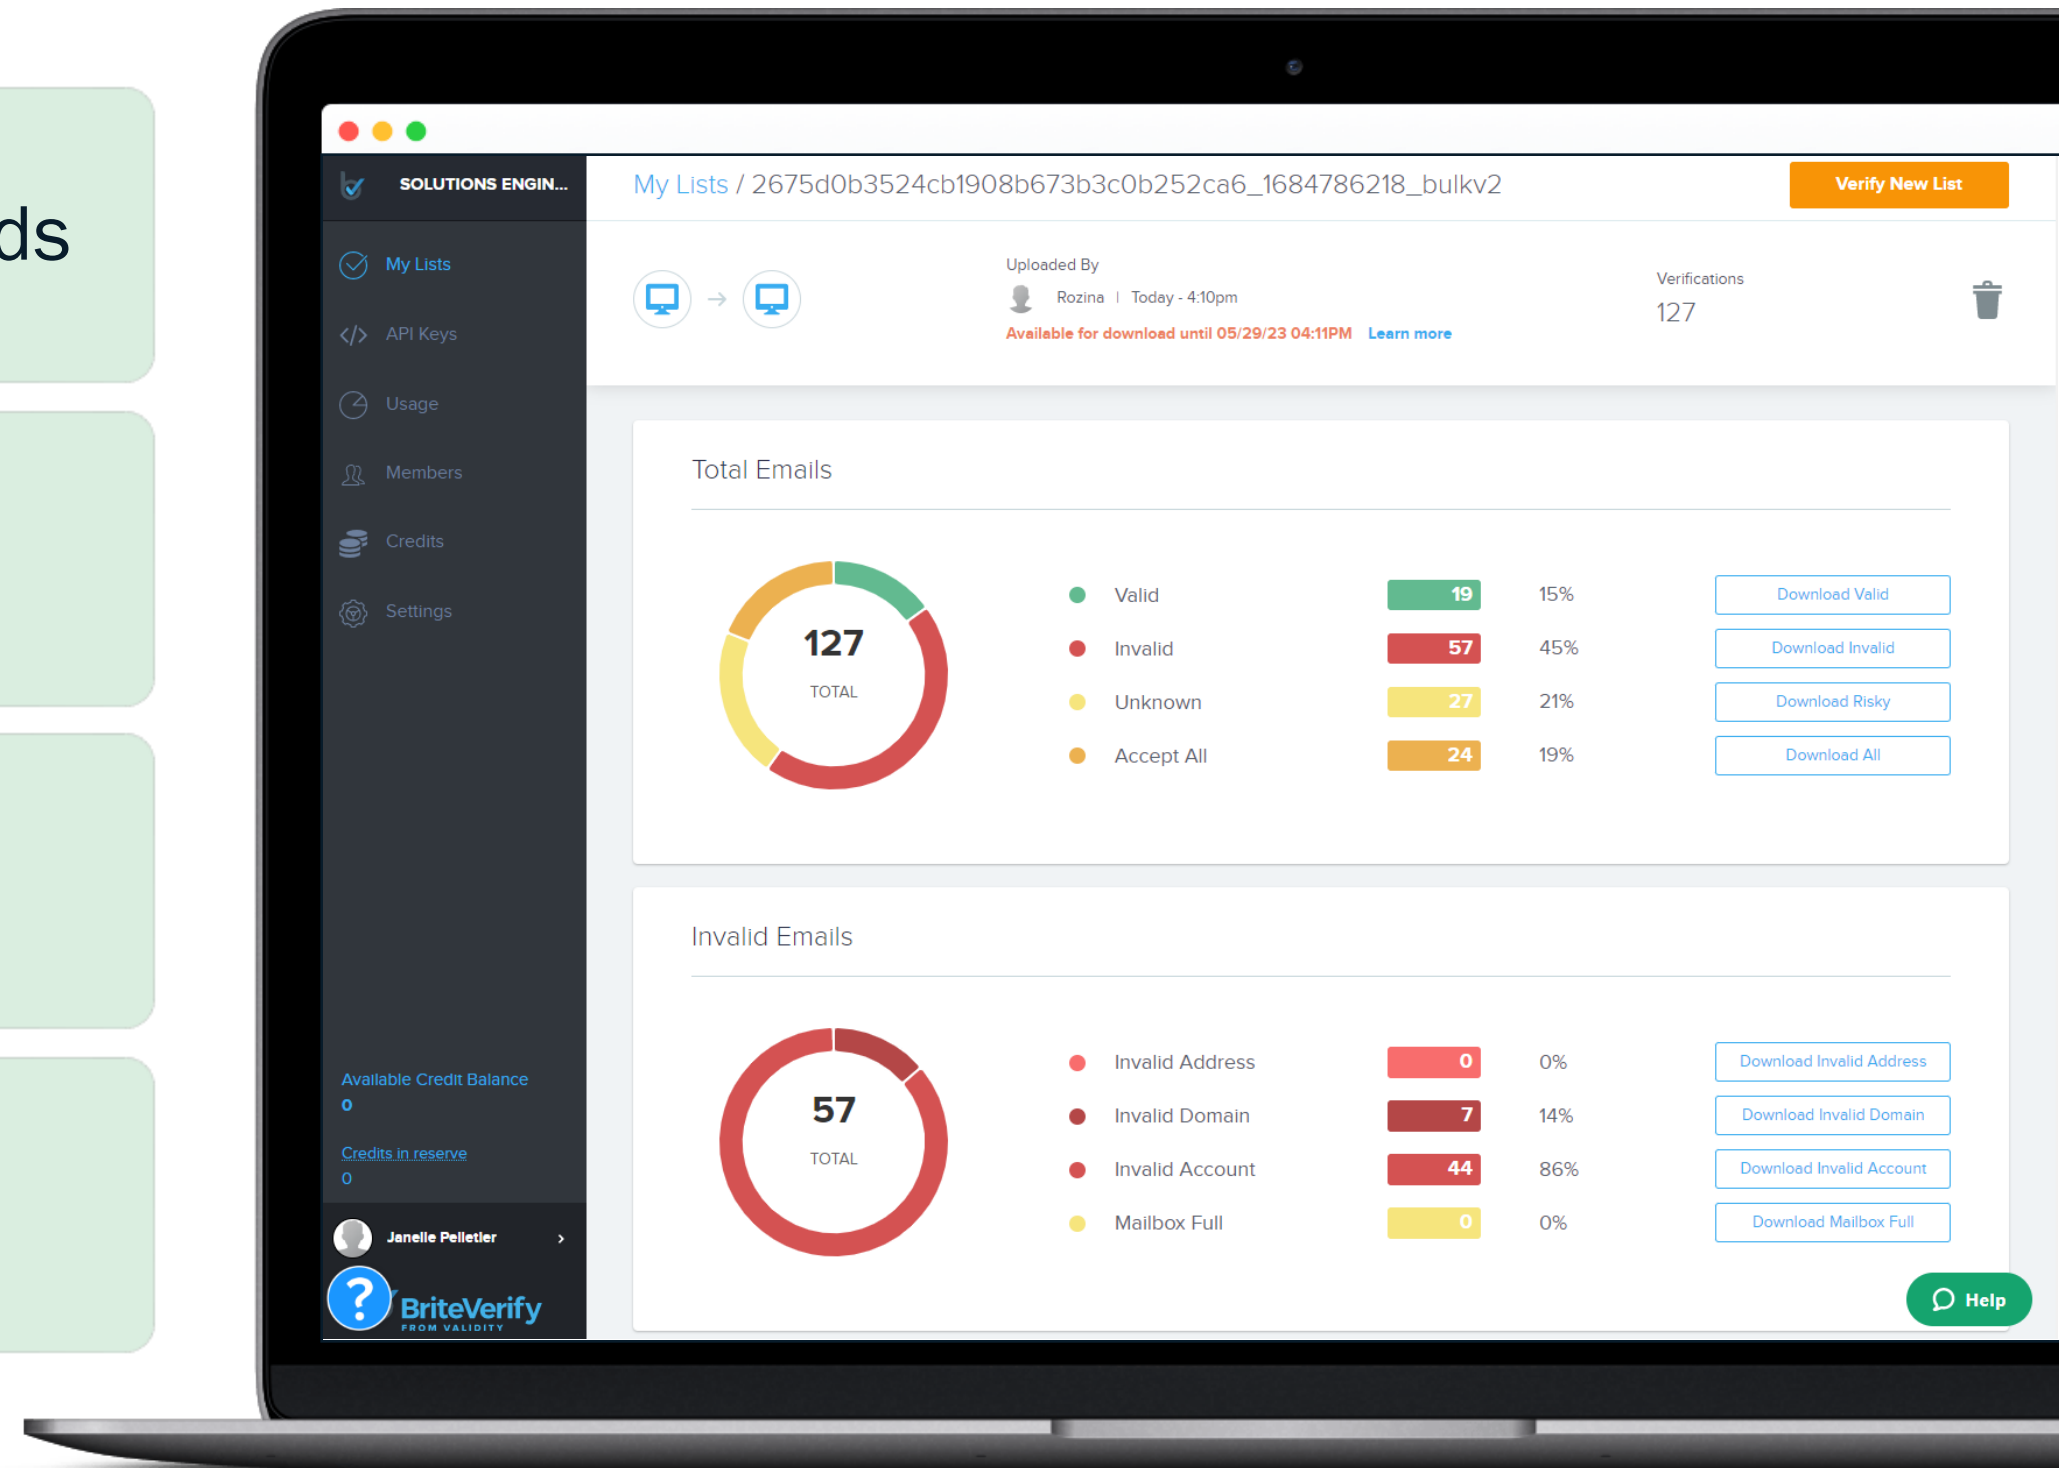 ds
SOLUTIONS ENGIN...
My Lists / 2675d0b3524cb1908b673b3c0b252ca6_1684786218_bulkv2
Verify New List
My Lists
API Keys
Usage
Members
Credits
Settings
Available Credit Balance
0
Credits in reserve
0
Janelle Pelletier
?
BriteVerify
FROM VALIDITY
Uploaded By
Rozina | Today - 4:10pm
Available for download until 05/29/23 04:11PM Learn more
Verifications
127
Total Emails
127
TOTAL
Valid 19 15% Download Valid
Invalid 57 45% Download Invalid
Unknown 27 21% Download Risky
Accept All 24 19% Download All
Invalid Emails
57
TOTAL
Invalid Address 0 0% Download Invalid Address
Invalid Domain 7 14% Download Invalid Domain
Invalid Account 44 86% Download Invalid Account
Mailbox Full 0 0% Download Mailbox Full
Help